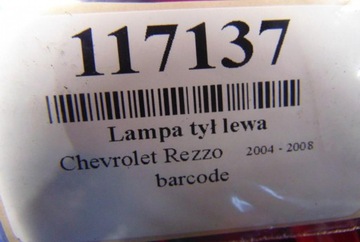 117137
Lampa tył lewa
Chevrolet Rezzo 2004 - 2008
barcode